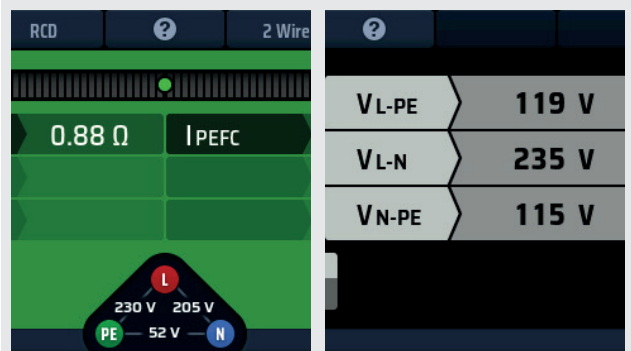 RCD ? 2 Wire
0.88 Ω IPEFC
L
230 V 205 V
PE 52 V N
?
VL-PE 119 V
VL-N 235 V
VN-PE 115 V